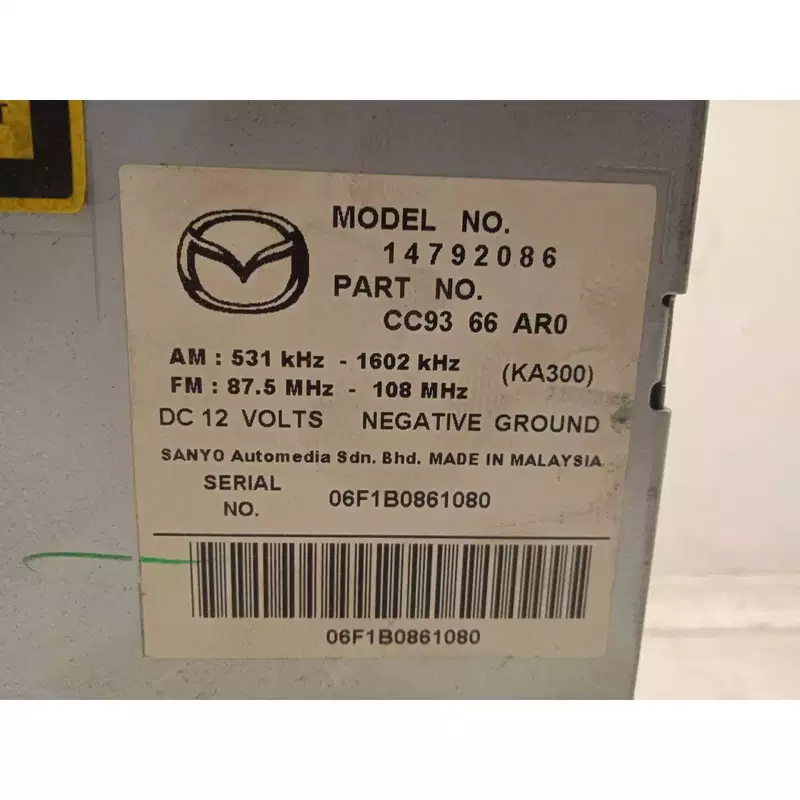 T
MODEL NO.
14792086
PART NO.
CC93 66 AR0
AM : 531 kHz - 1602 kHz
(KA300)
FM : 87.5 MHz - 108 MHz
DC 12 VOLTS NEGATIVE GROUND
SANYO Automedia Sdn. Bhd. MADE IN MALAYSIA
SERIAL
NO.
06F1B0861080
06F1B0861080